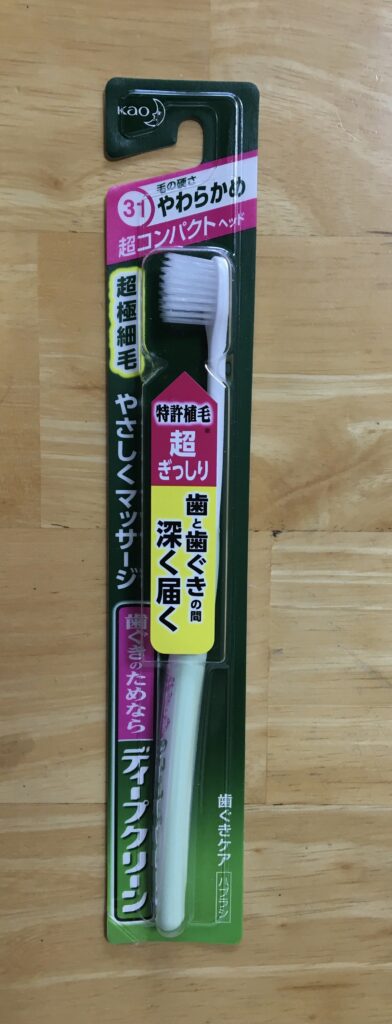 Kao
毛の硬さ
31 やわらかめ
超コンパクトヘッド
超極細毛
やさしくマッサージ
特許植毛
超
ぎっしり
歯と歯ぐきの間
深く届く
歯ぐきのためなら
ディープクリーン
歯ぐきケア
ハブラシ